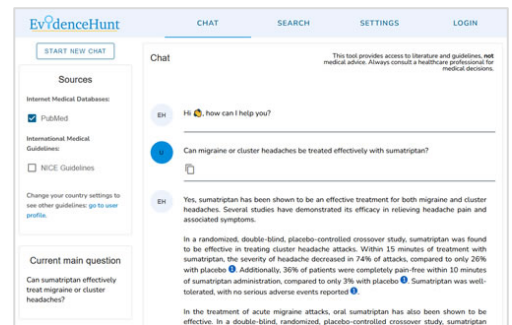 EvidenceHunt
CHAT
SEARCH
SETTINGS
LOGIN
START NEW CHAT
Sources
Internet Medical Databases:
PubMed
International Medical
Guidelines:
NICE Guidelines
Change your country settings to
see other guidelines: go to user
profile.
Current main question
Can sumatriptan effectively
treat migraine or cluster
headaches?
Chat
This tool provides access to literature and guidelines, not
medical advice. Always consult a healthcare professional for
medical decisions.
EH
Hi, how can I help you?
U
Can migraine or cluster headaches be treated effectively with sumatriptan?
EH
Yes, sumatriptan has been shown to be an effective treatment for both migraine and cluster
headaches. Several studies have demonstrated its efficacy in relieving headache pain and
associated symptoms.
In a randomized, double-blind, placebo-controlled crossover study, sumatriptan was found
to be effective in treating cluster headache attacks. Within 15 minutes of treatment with
sumatriptan, the severity of headache decreased in 74% of attacks, compared to only 26%
with placebo. Additionally, 36% of patients were completely pain-free within 10 minutes
of sumatriptan administration, compared to only 3% with placebo. Sumatriptan was well-
tolerated, with no serious adverse events reported.
In the treatment of acute migraine attacks, oral sumatriptan has also been shown to be
effective. In a double-blind, randomized, placebo-controlled crossover study, sumatriptan